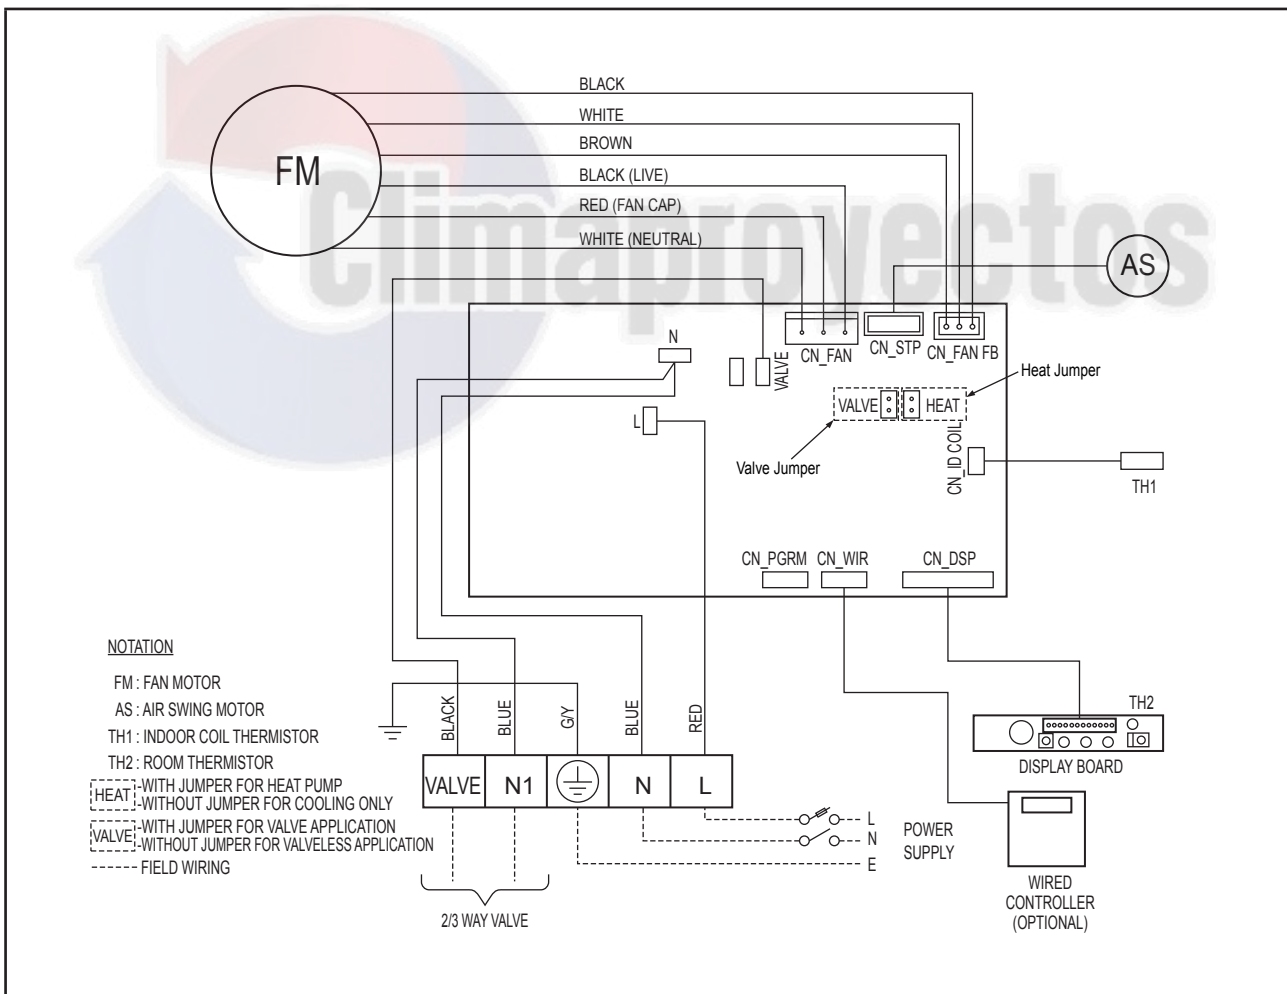 BLACK
WHITE
BROWN
FM
BLACK (LIVE)
RED (FAN CAP)
WHITE (NEUTRAL)
Climaproyectos
AS
N
VALVE
CN_FAN
CN_STP
CN_FAN FB
Heat Jumper
VALVE
HEAT
L
Valve Jumper
CN_ID COIL
TH1
CN_PGRM
CN_WIR
CN_DSP
NOTATION
FM : FAN MOTOR
AS : AIR SWING MOTOR
TH1 : INDOOR COIL THERMISTOR
TH2 : ROOM THERMISTOR
HEAT -WITH JUMPER FOR HEAT PUMP
-WITHOUT JUMPER FOR COOLING ONLY
VALVE -WITH JUMPER FOR VALVE APPLICATION
-WITHOUT JUMPER FOR VALVELESS APPLICATION
------ FIELD WIRING
BLACK
BLUE
G/Y
BLUE
RED
VALVE
N1
N
L
2/3 WAY VALVE
L
N
E
POWER
SUPPLY
TH2
DISPLAY BOARD
WIRED
CONTROLLER
(OPTIONAL)